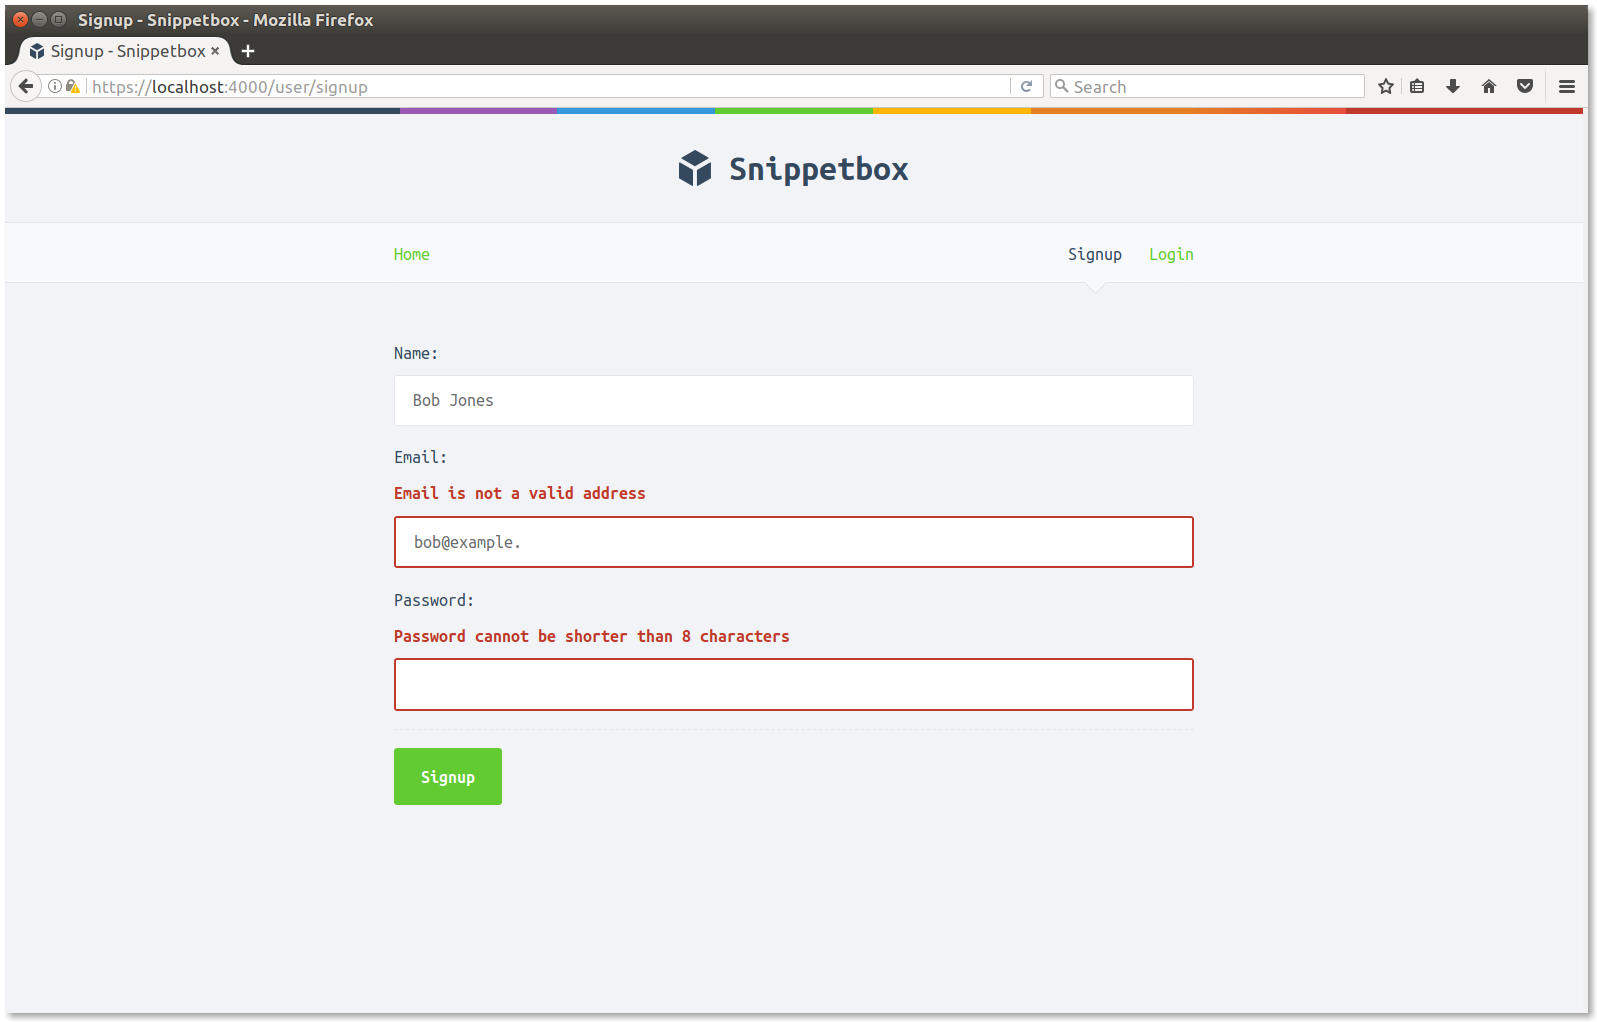 Signup - Snippetbox - Mozilla Firefox
Signup - Snippetbox
https://localhost:4000/user/signup
Search
Snippetbox
Home Signup Login
Name:
Bob Jones
Email:
Email is not a valid address
bob@example.
Password:
Password cannot be shorter than 8 characters
Signup